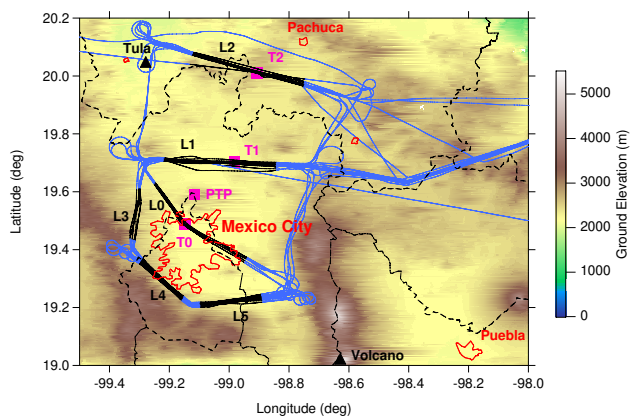 20.2
20.0
19.8
19.6
19.4
19.2
19.0
Latitude (deg)
-99.4
-99.2
-99.0
-98.8
-98.6
-98.4
-98.2
-98.0
Longitude (deg)
Pachuca
Tula
L2
T2
L1
T1
L0
PTP
L3
T0
Mexico City
L4
L5
Puebla
Volcano
5000
4000
3000
2000
1000
0
Ground Elevation (m)